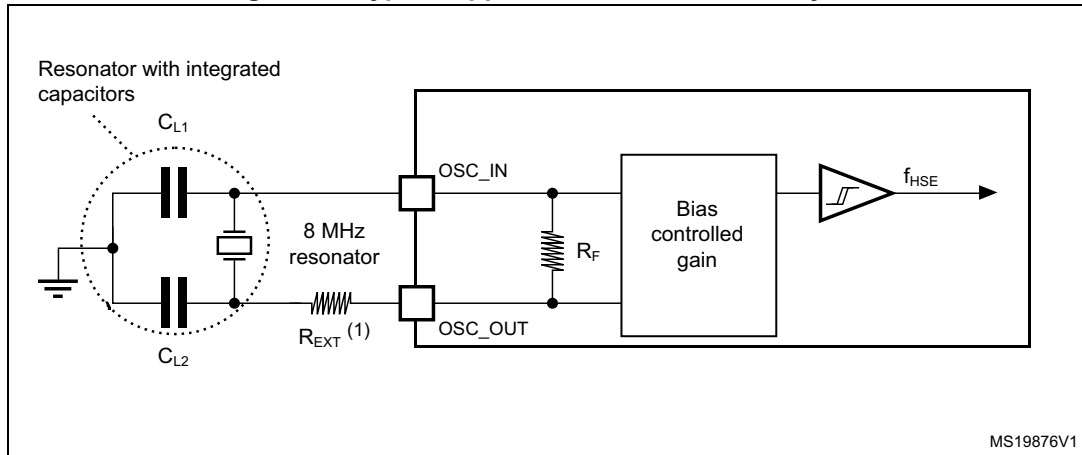 Resonator with integrated
capacitors
CL1
OSC_IN
fHSE
8 MHz
resonator
RF
Bias
controlled
gain
REXT (1)
OSC_OUT
CL2
MS19876V1